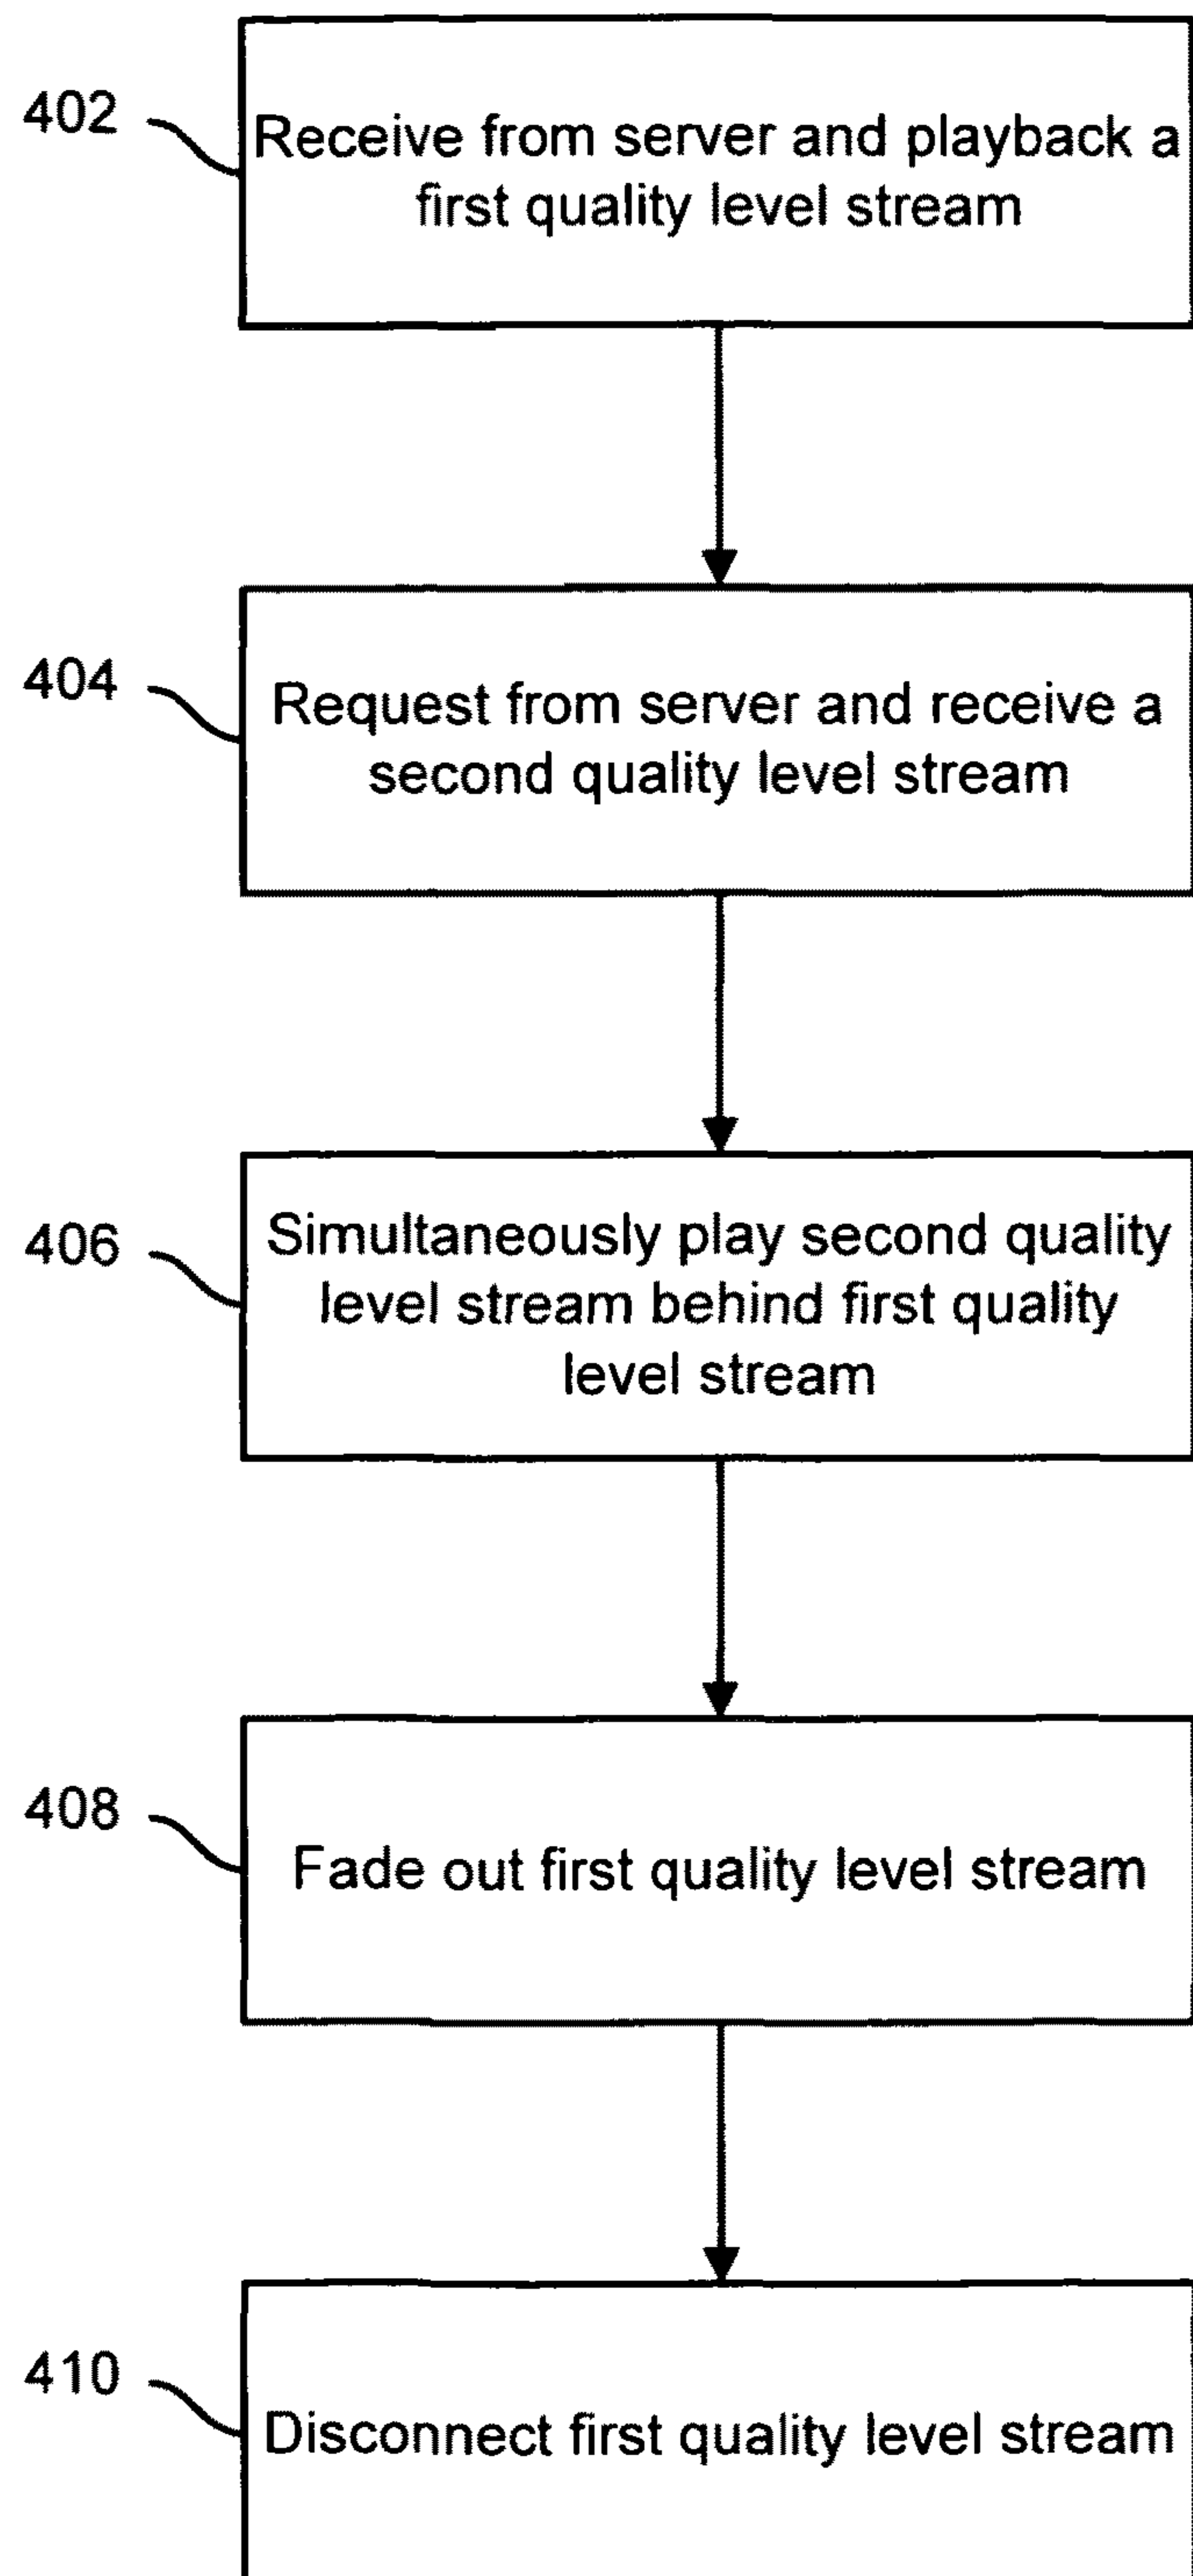 402
Receive from server and playback a
first quality level stream
404
Request from server and receive a
second quality level stream
406
Simultaneously play second quality
level stream behind first quality
level stream
408
Fade out first quality level stream
410
Disconnect first quality level stream